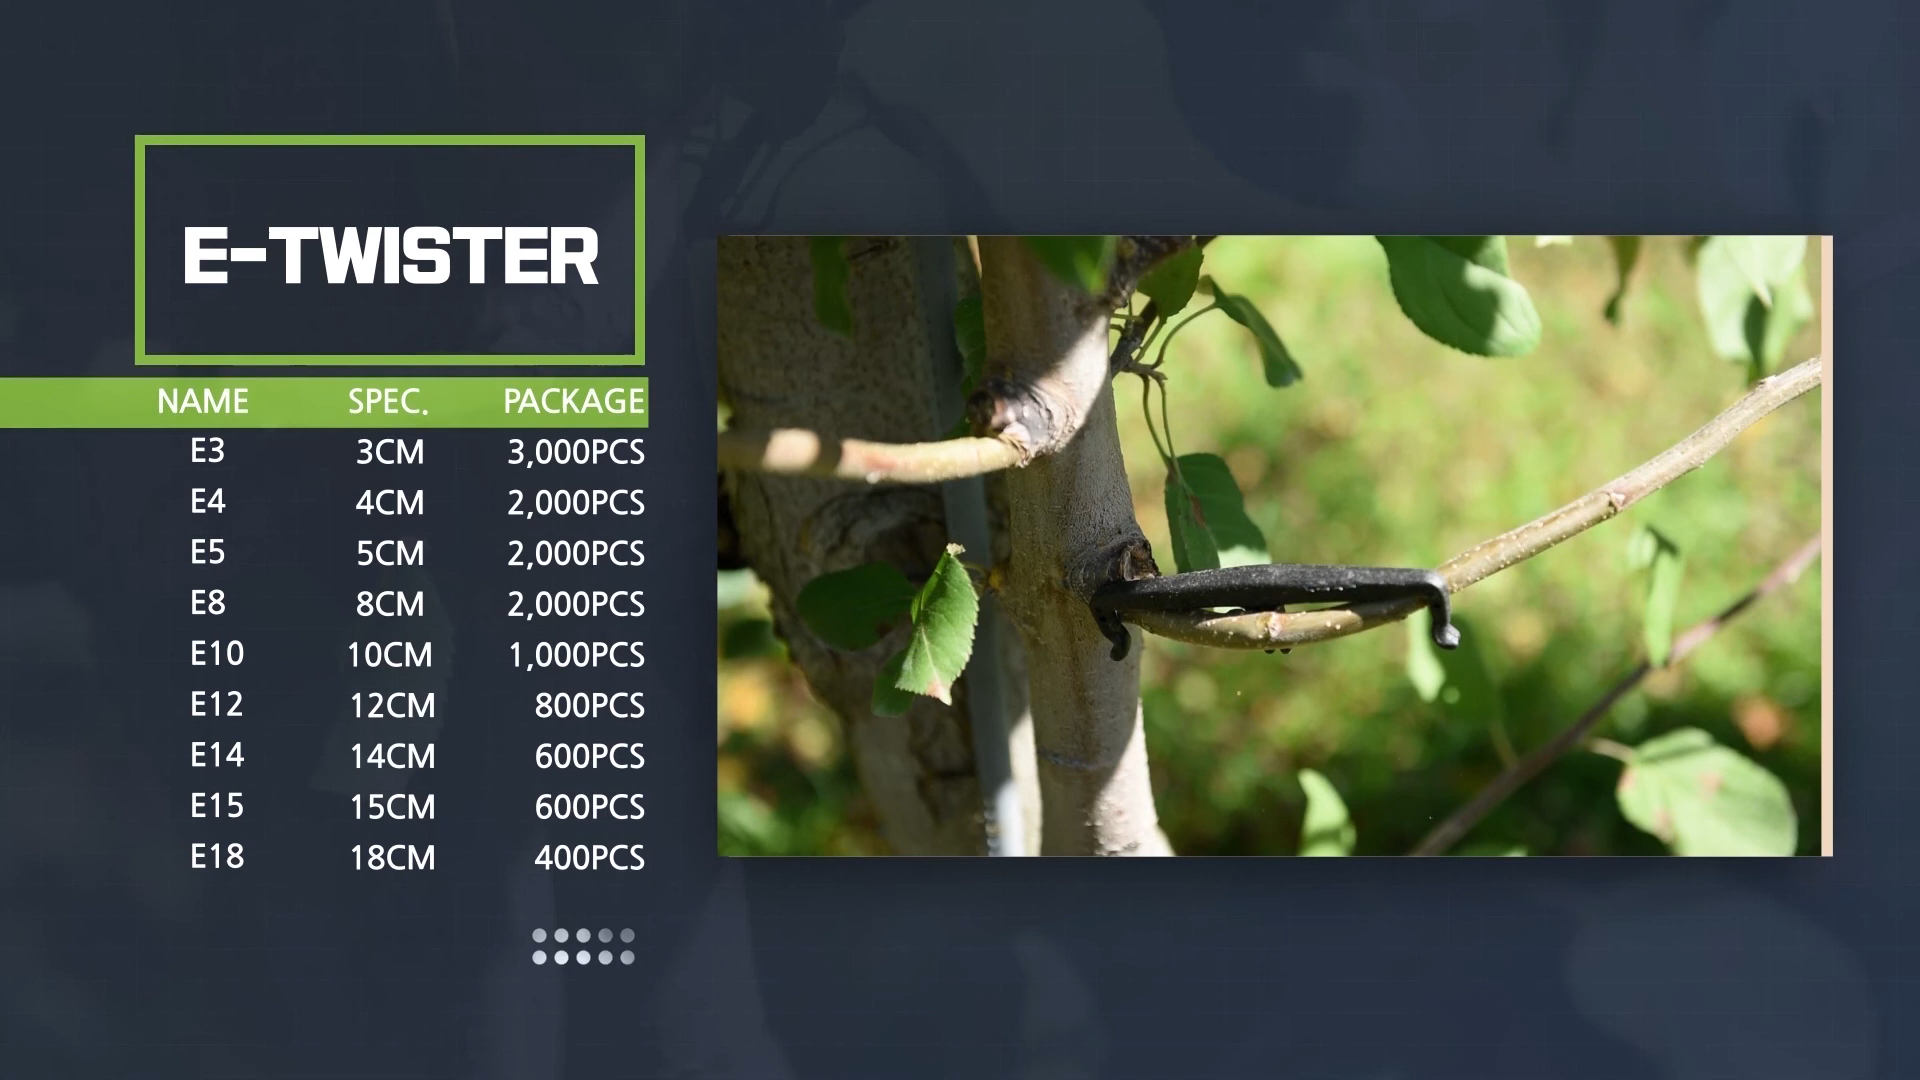 E-TWISTER
NAME SPEC. PACKAGE
E3 3CM 3,000PCS
E4 4CM 2,000PCS
E5 5CM 2,000PCS
E8 8CM 2,000PCS
E10 10CM 1,000PCS
E12 12CM 800PCS
E14 14CM 600PCS
E15 15CM 600PCS
E18 18CM 400PCS